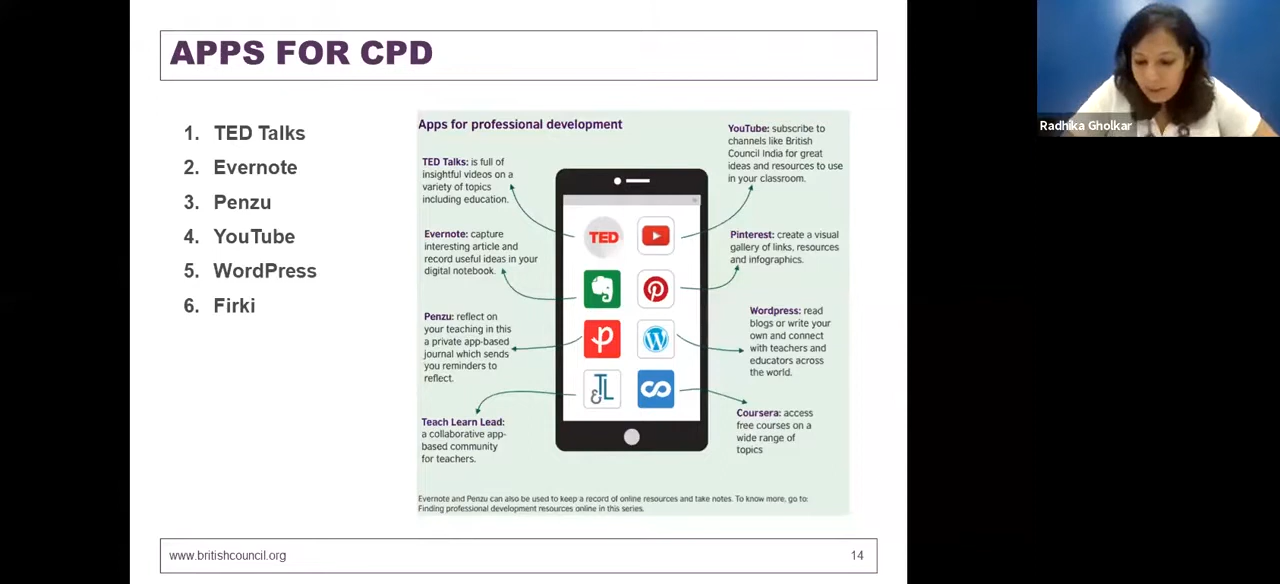 APPS FOR CPD
1. TED Talks
2. Evernote
3. Penzu
4. YouTube
5. WordPress
6. Firki
Apps for professional development
TED Talks: is full of
insightful videos on a
variety of topics
including education.
Evernote: capture
interesting article and
record useful ideas in your
digital notebook.
Penzu: reflect on
your teaching in this
a private app-based
journal which sends
you reminders to
reflect.
Teach Learn Lead:
a collaborative app-
based community
for teachers.
TED
P
&TL
YouTube: subscribe to
channels like British
Council India for great
ideas and resources to use
in your classroom.
Pinterest: create a visual
gallery of links, resources
and infographics.
Wordpress: read
blogs or write your
own and connect
with teachers and
educators across
the world.
Coursera: access
free courses on a
wide range of
topics
Evernote and Penzu can also be used to keep a record of online resources and take notes. To know more, go to:
Finding professional development resources online in this series.
www.britishcouncil.org
14
Radhika Gholkar